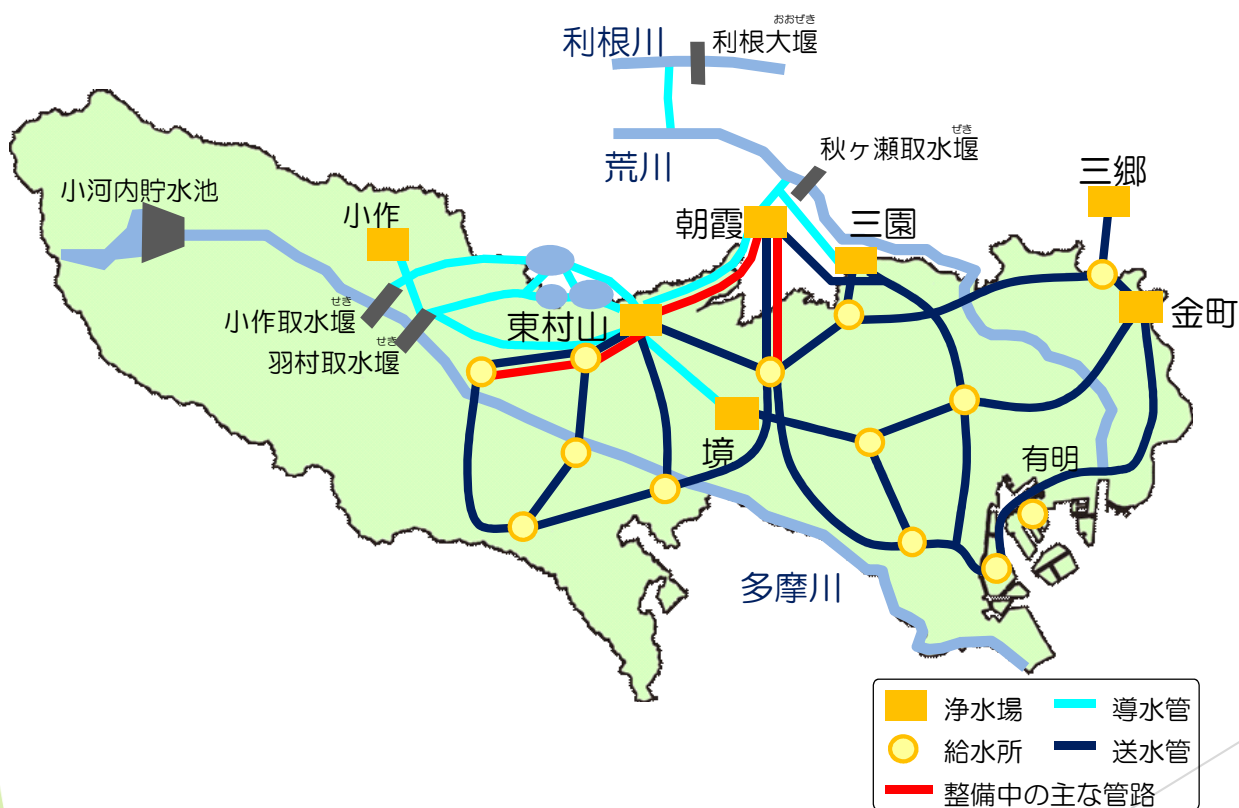 おおぜき
利根川
利根大堰
荒川
ぜき
秋ヶ瀬取水堰
三郷
小河内貯水池
小作
朝霞
三園
せき
小作取水堰
東村山
金町
せき
羽村取水堰
境
有明
多摩川
浄水場
導水管
給水所
送水管
整備中の主な管路